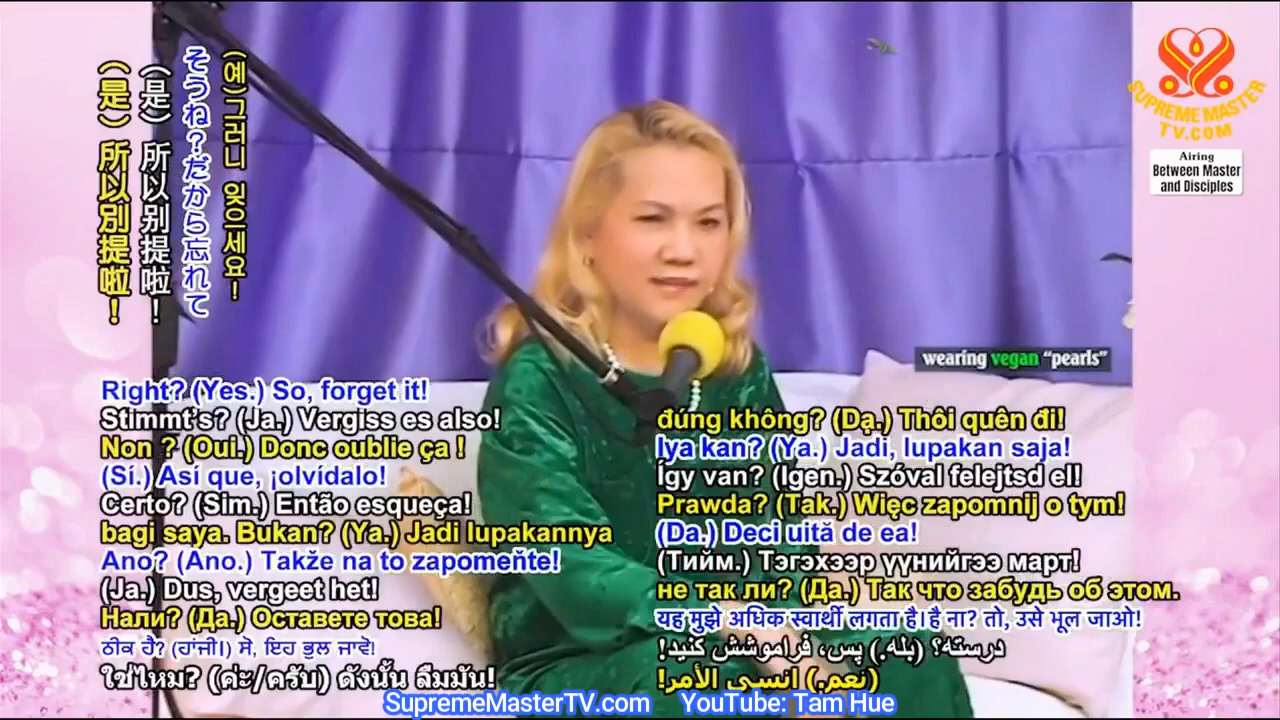 (예)그러니 잊으세요!
そうね?だから忘れて
(是) 所以别提啦!
(是) 所以別提啦!
SUPREME MASTER
TV.COM
Airing
Between Master
and Disciples
wearing vegan “pearls”
Right? (Yes.) So, forget it!
Stimmt’s? (Ja.) Vergiss es also!
Non ? (Oui.) Donc oublie ça !
(Sí.) Así que, ¡olvídalo!
Certo? (Sim.) Então esqueça!
bagi saya. Bukan? (Ya.) Jadi lupakannya
Ano? (Ano.) Takže na to zapomeňte!
(Ja.) Dus, vergeet het!
Нали? (Да.) Оставете това!
ਠੀਕ ਹੈ? (ਹਾਂਜੀ।) ਸੋ, ਇਹ ਭੁਲ ਜਾਵੋ!
ใช่ไหม? (ค่ะ/ครับ) ดังนั้น ลืมมัน!
đúng không? (Dạ.) Thôi quên đi!
Iya kan? (Ya.) Jadi, lupakan saja!
Így van? (Igen.) Szóval felejtsd el!
Prawda? (Tak.) Więc zapomnij o tym!
(Da.) Deci uită de ea!
(Тийм.) Тэгэхээр үүнийгээ март!
не так ли? (Да.) Так что забудь об этом.
यह मुझे अधिक स्वार्थी लगता है। है ना? तो, उसे भूल जाओ!
درسته؟ (بله.) پس، فراموشش کنید!
(نعم.) انسي الأمر!
SupremeMasterTV.com YouTube: Tam Hue